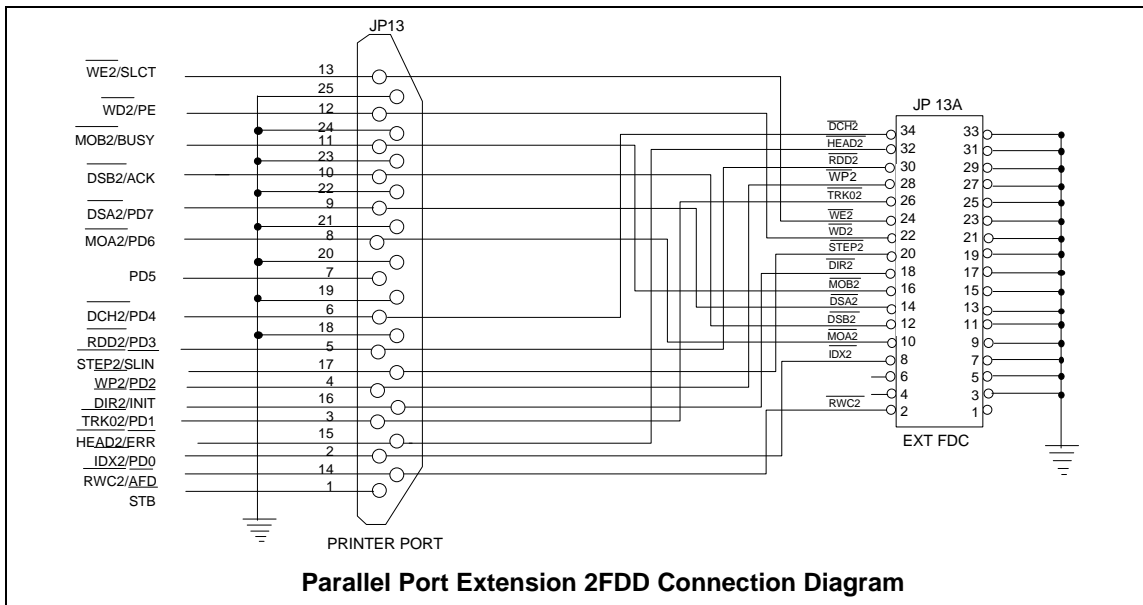 JP13
WE2/SLCT
WD2/PE
MOB2/BUSY
DSB2/ACK
DSA2/PD7
MOA2/PD6
PD5
DCH2/PD4
RDD2/PD3
STEP2/SLIN
WP2/PD2
DIR2/INIT
TRK02/PD1
HEAD2/ERR
IDX2/PD0
RWC2/AFD
STB
13
25
12
24
11
23
10
22
9
21
8
20
7
19
6
18
5
17
4
16
3
15
2
14
1
PRINTER PORT
JP 13A
DCH2 34 33
HEAD2 32 31
RDD2 30 29
WP2 28 27
TRK02 26 25
WE2 24 23
WD2 22 21
STEP2 20 19
DIR2 18 17
MOB2 16 15
DSA2 14 13
DSB2 12 11
MOA2 10 9
IDX2 8 7
6 5
4 3
RWC2 2 1
EXT FDC
Parallel Port Extension 2FDD Connection Diagram